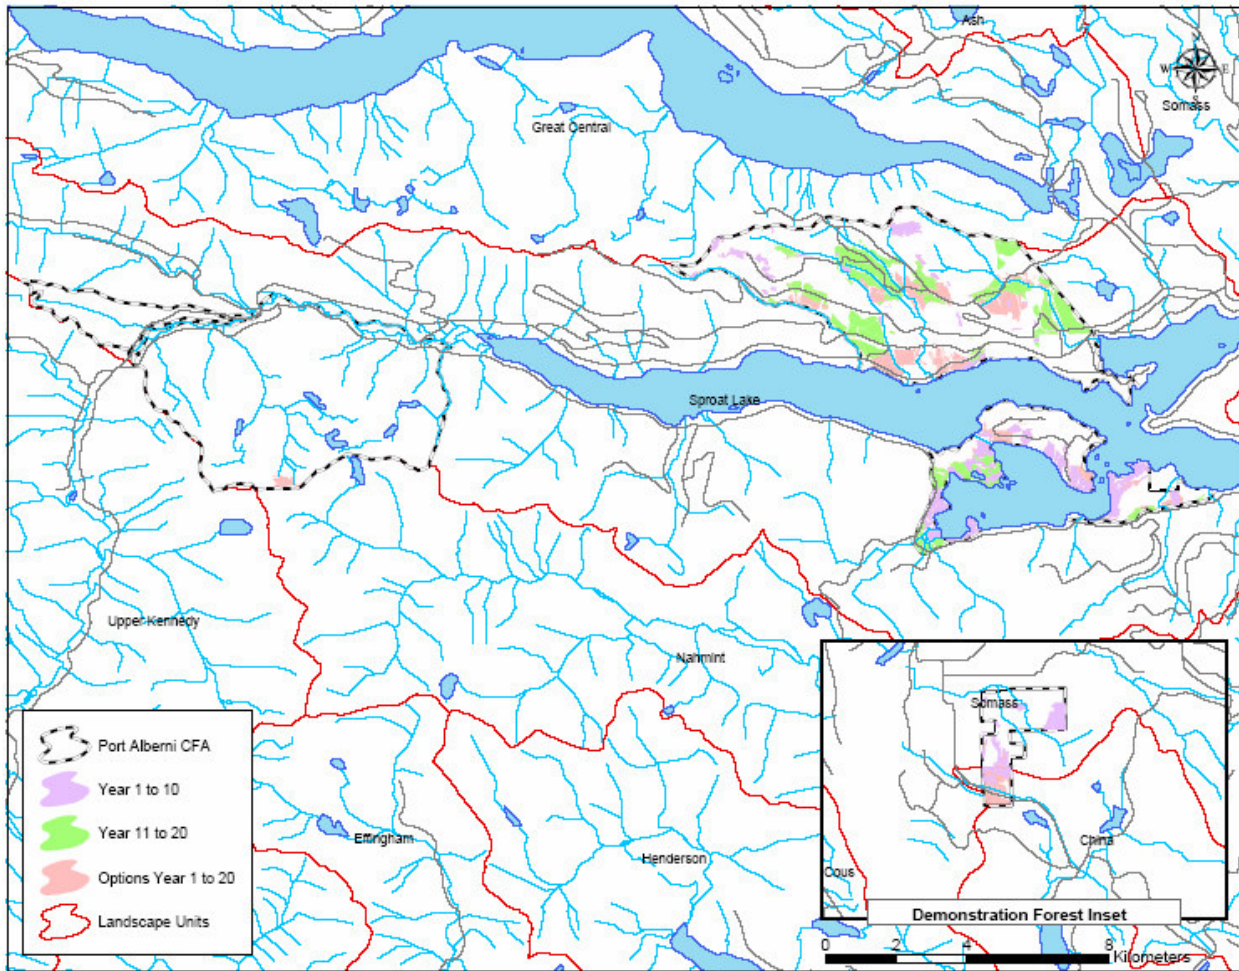 Ash
N
W E
S
Somass
Great Central
Sproat Lake
Upper Kennedy
Nahmint
Effingham
Henderson
Cous
Port Alberni CFA
Year 1 to 10
Year 11 to 20
Options Year 1 to 20
Landscape Units
Somass
China
Demonstration Forest Inset
0 2 4 8
Kilometers